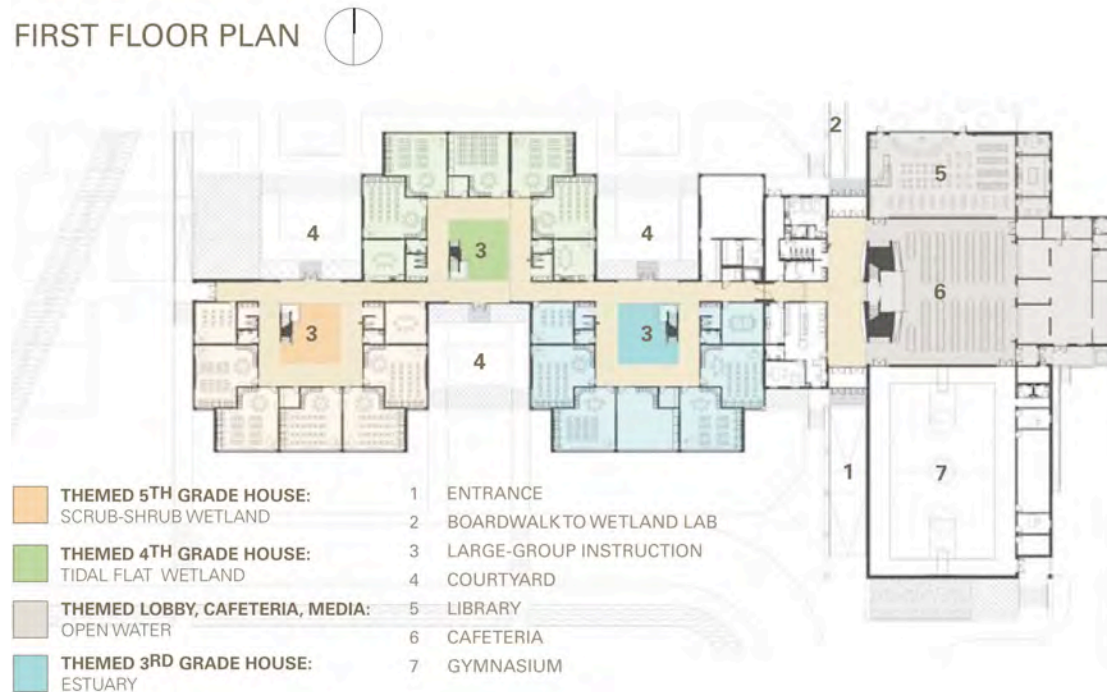 FIRST FLOOR PLAN
2
5
4
3
4
6
3
3
4
1
7
THEMED 5TH GRADE HOUSE:
SCRUB-SHRUB WETLAND
THEMED 4TH GRADE HOUSE:
TIDAL FLAT WETLAND
THEMED LOBBY, CAFETERIA, MEDIA:
OPEN WATER
THEMED 3RD GRADE HOUSE:
ESTUARY
1 ENTRANCE
2 BOARDWALK TO WETLAND LAB
3 LARGE-GROUP INSTRUCTION
4 COURTYARD
5 LIBRARY
6 CAFETERIA
7 GYMNASIUM